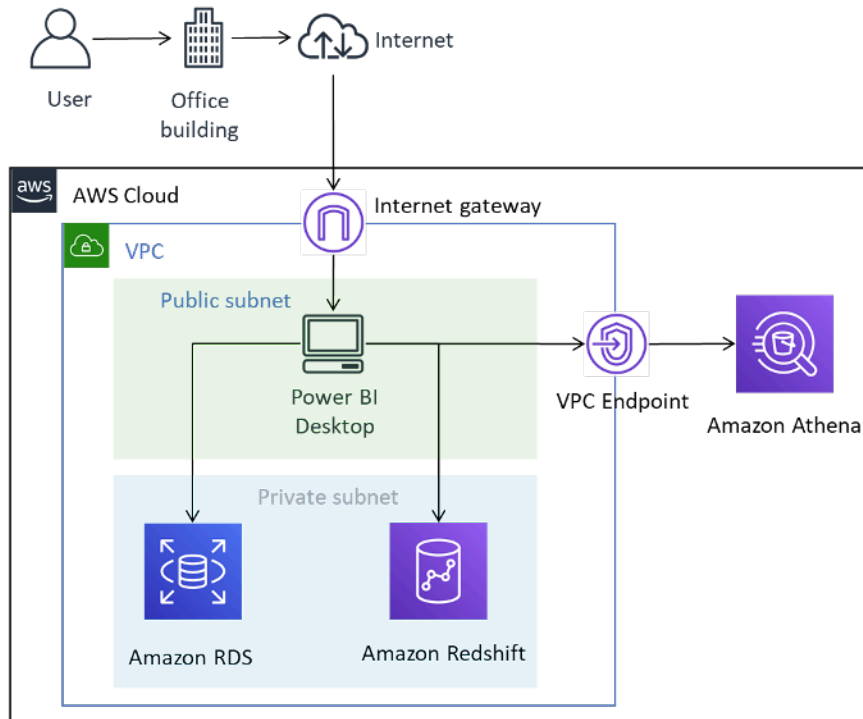 User
Office
building
Internet
aws
AWS Cloud
Internet gateway
VPC
Public subnet
Power BI
Desktop
VPC Endpoint
Amazon Athena
Private subnet
Amazon RDS
Amazon Redshift